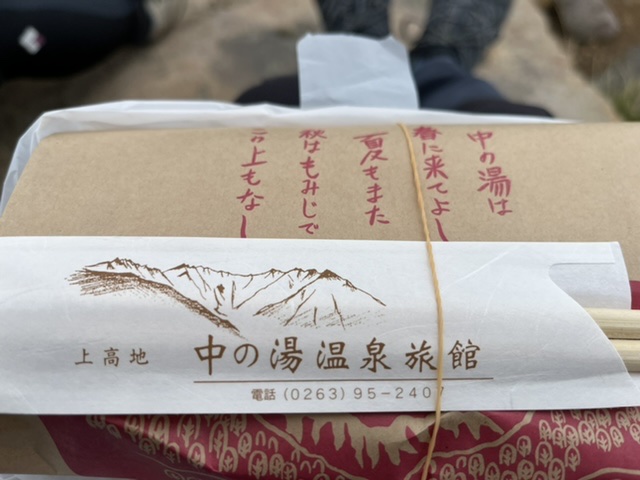 中の湯は
春に来てよし
夏もまた
秋はもみじで
この上もなし
上高地 中の湯温泉旅館
電話 (0263) 95-2407